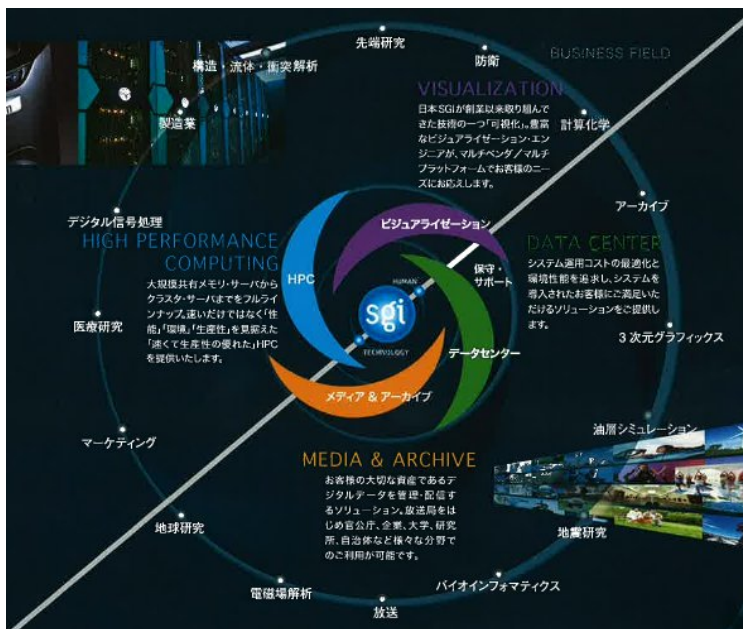 先端研究
防衛
BUSINESS FIELD
構造・流体・衝突解析
VISUALIZATION
日本SGIが創業以来取り組んで
きた技術の一つ「可視化」。豊富
なビジュアライゼーション・エン
ジニアが、マルチベンダ／マルチ
プラットフォームでお客様のニー
ズにお応えします。
製造業
計算化学
アーカイブ
デジタル信号処理
ビジュアライゼーション
HIGH PERFORMANCE
COMPUTING
大規模共有メモリ・サーバから
クラスタ・サーバまでをフルライ
ンナップ。速いだけではなく「性
能」「環境」「生産性」を見据えた
「速くて生産性の優れた」HPC
を提供いたします。
HPC
保守・
サポート
DATA CENTER
システム運用コストの最適化と
環境性能を追求し、システムを
導入されたお客様にご満足いた
だけるソリューションをご提供し
ます。
HUMAN
sgi
TECHNOLOGY
医療研究
データセンター
3次元グラフィックス
メディア & アーカイブ
マーケティング
油層シミュレーション
MEDIA & ARCHIVE
お客様の大切な資産である デ
ジタルデータを管理・配信す
るソリューション。放送局をは
じめ官公庁、企業、大学、研究
所、自治体など様々な分野で
のご利用が可能です。
地球研究
地震研究
電磁場解析
放送
バイオインフォマティクス